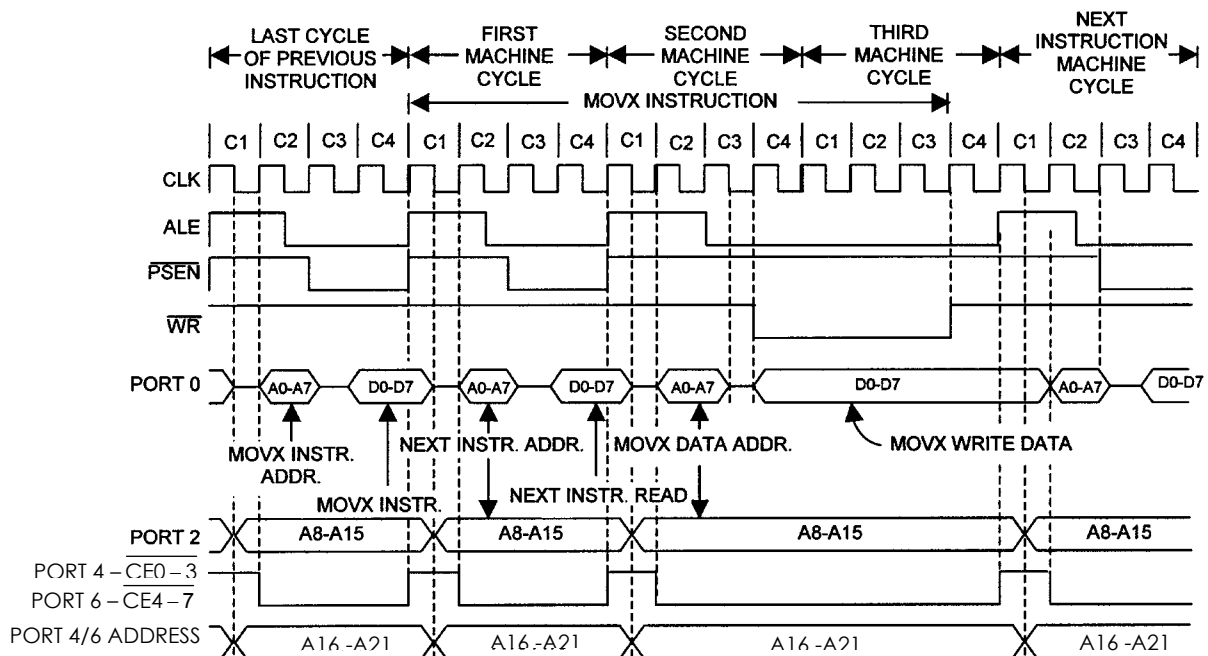 LAST CYCLE
OF PREVIOUS
INSTRUCTION
FIRST
MACHINE
CYCLE
SECOND
MACHINE
CYCLE
THIRD
MACHINE
CYCLE
NEXT
INSTRUCTION
MACHINE
CYCLE
MOVX INSTRUCTION
C1 C2 C3 C4 C1 C2 C3 C4 C1 C2 C3 C4 C1 C2 C3 C4 C1 C2 C3 C4
CLK
ALE
PSEN
WR
PORT 0 A0-A7 D0-D7 A0-A7 D0-D7 A0-A7 D0-D7 A0-A7 D0-D7
MOVX INSTR.
ADDR.
NEXT INSTR. ADDR.
MOVX DATA ADDR.
MOVX WRITE DATA
MOVX INSTR.
NEXT INSTR. READ
PORT 2 A8-A15 A8-A15 A8-A15 A8-A15
PORT 4 – CE0 – 3
PORT 6 – CE4 – 7
PORT 4/6 ADDRESS A16 -A21 A16 -A21 A16 -A21 A16 -A21